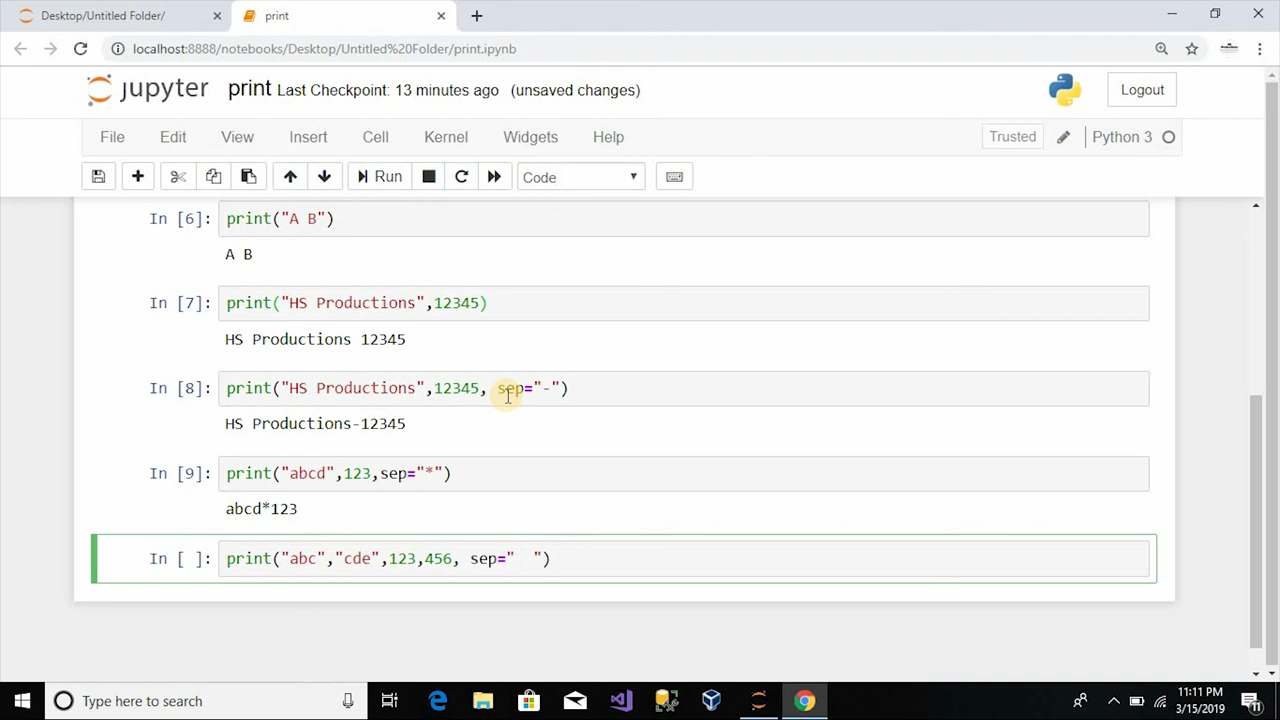 Desktop/Untitled Folder/
print
localhost:8888/notebooks/Desktop/Untitled%20Folder/print.ipynb
jupyter print Last Checkpoint: 13 minutes ago (unsaved changes)
Logout
File Edit View Insert Cell Kernel Widgets Help
Trusted
Python 3
Run
Code
In [6]: print("A B")
A B
In [7]: print("HS Productions",12345)
HS Productions 12345
In [8]: print("HS Productions",12345, sep="-")
HS Productions-12345
In [9]: print("abcd",123,sep="*")
abcd*123
In [ ]: print("abc","cde",123,456, sep="  ")
Type here to search
11:11 PM
3/15/2019
11